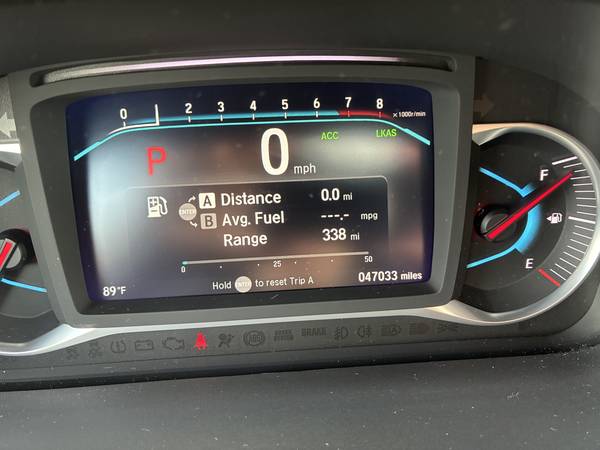 0 2 3 4 5 6 7 8 ×1000r/min
ACC LKAS
P 0 mph
A Distance 0.0 mi
ENTER
B Avg. Fuel ---.- mpg
Range 338 mi
0 25 50
Hold ENTER to reset Trip A
89°F
047033 miles
F
E
ABS
BRAKE